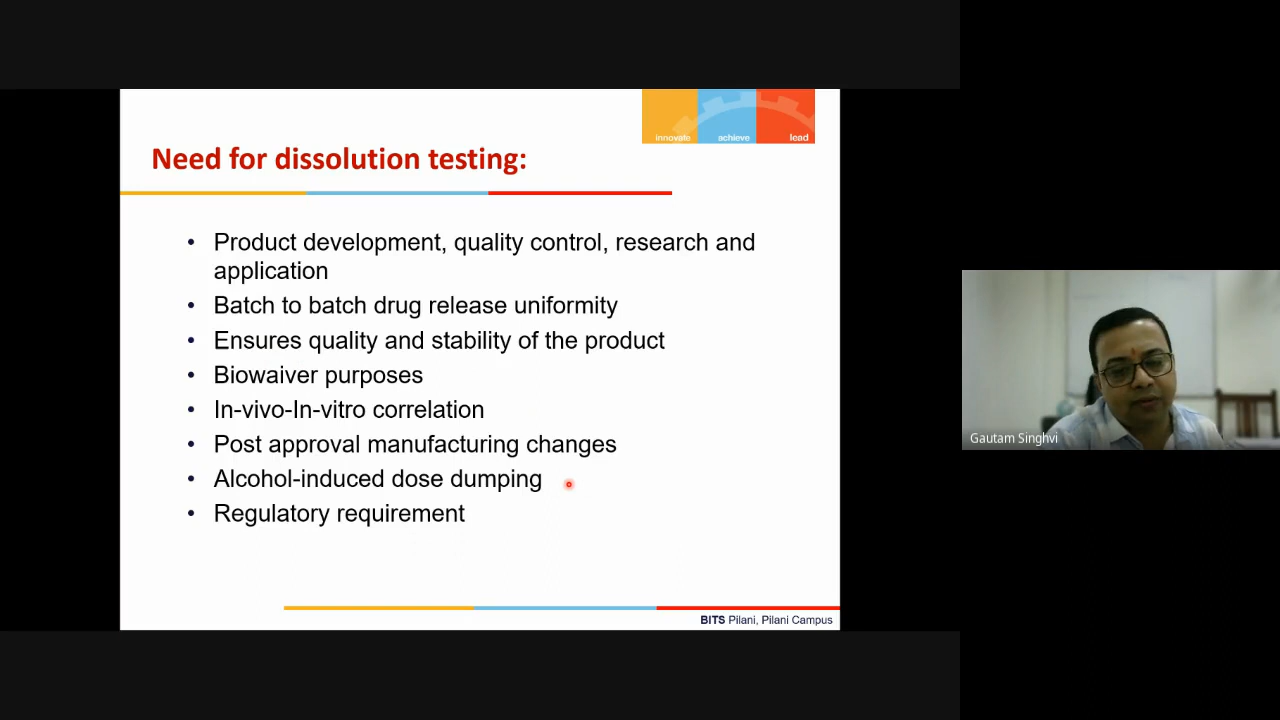 innovate achieve lead
Need for dissolution testing:
• Product development, quality control, research and
application
• Batch to batch drug release uniformity
• Ensures quality and stability of the product
• Biowaiver purposes
• In-vivo-In-vitro correlation
• Post approval manufacturing changes
• Alcohol-induced dose dumping
• Regulatory requirement
BITS Pilani, Pilani Campus
Gautam Singhvi